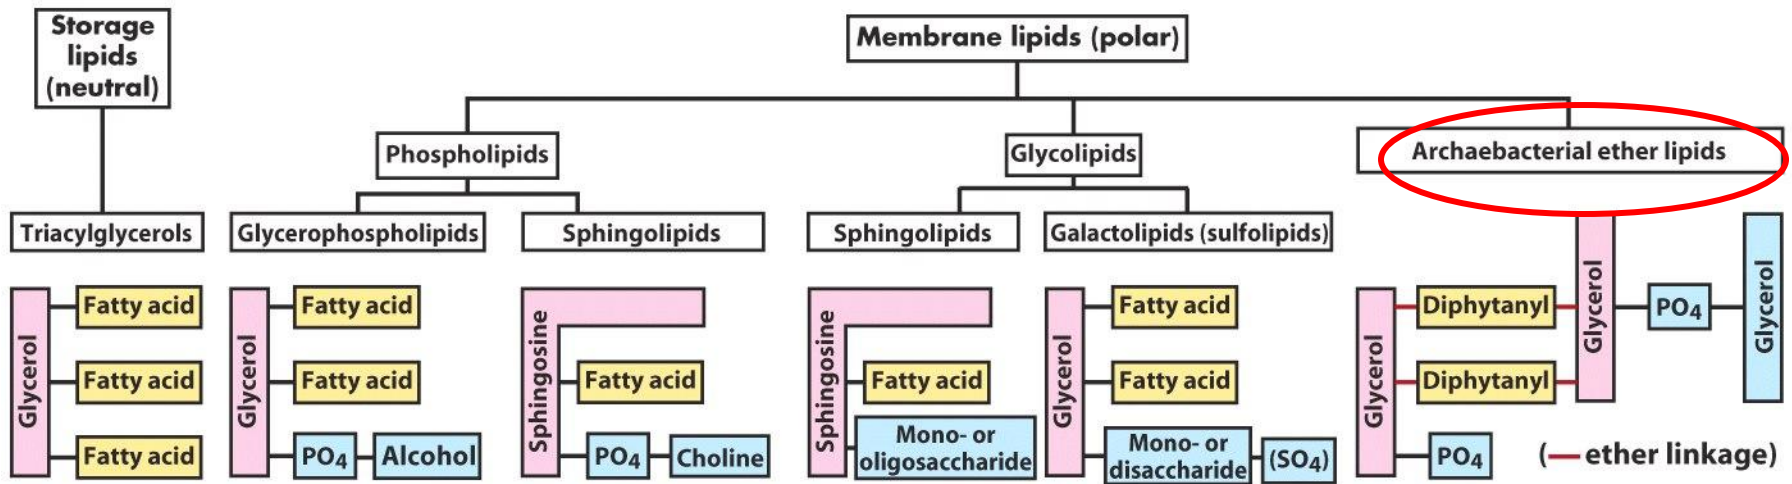 Storage
lipids
(neutral)
Membrane lipids (polar)
Phospholipids
Glycolipids
Archaebacterial ether lipids
Triacylglycerols
Glycerophospholipids
Sphingolipids
Sphingolipids
Galactolipids (sulfolipids)
Glycerol
Fatty acid
Fatty acid
Fatty acid
Glycerol
Fatty acid
Fatty acid
PO4
Alcohol
Sphingosine
Fatty acid
PO4
Choline
Sphingosine
Fatty acid
Mono- or
oligosaccharide
Glycerol
Fatty acid
Fatty acid
Mono- or
disaccharide
(SO4)
Glycerol
Diphytanyl
Diphytanyl
PO4
Glycerol
PO4
Glycerol
(— ether linkage)